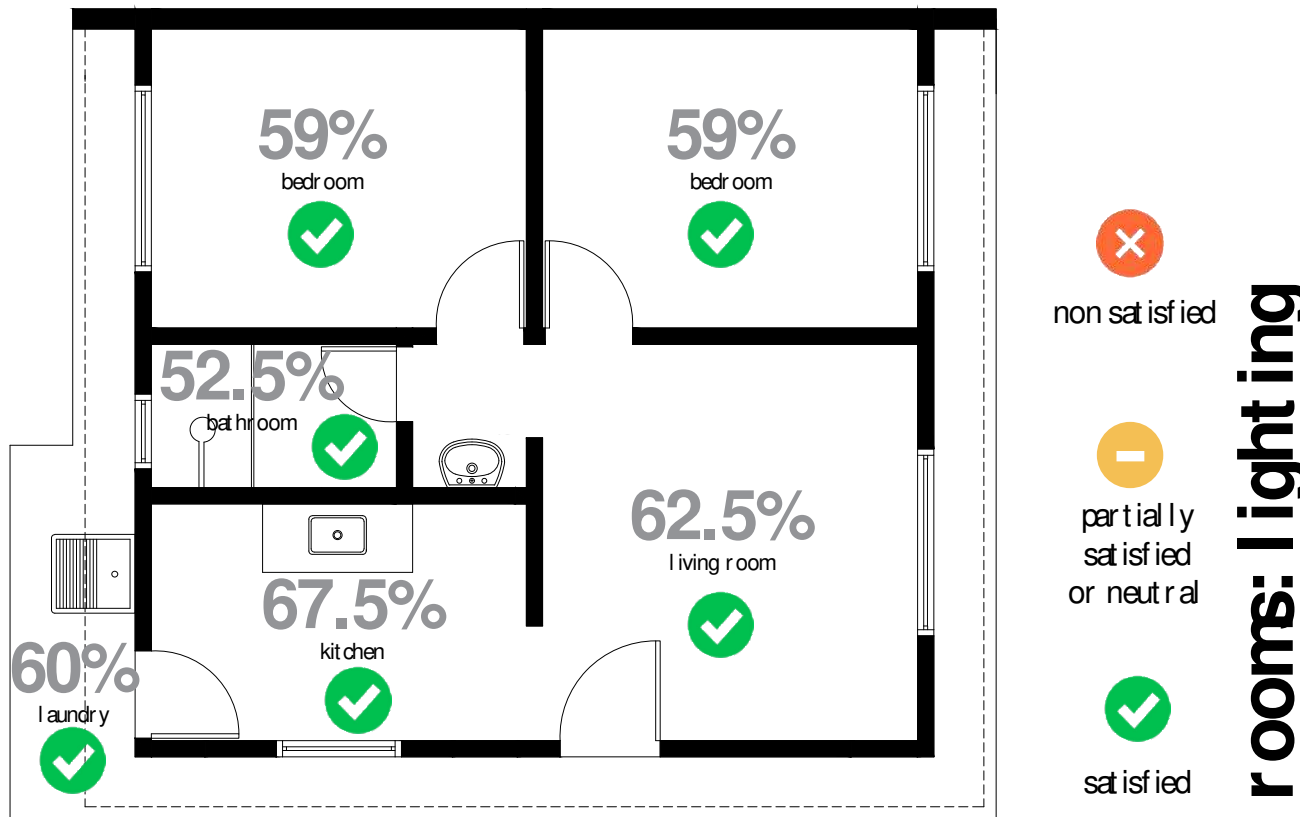 59%
bedroom
59%
bedroom
52.5%
bathroom
62.5%
living room
67.5%
kitchen
60%
laundry
non satisfied
partially
satisfied
or neutral
satisfied
rooms: lighting